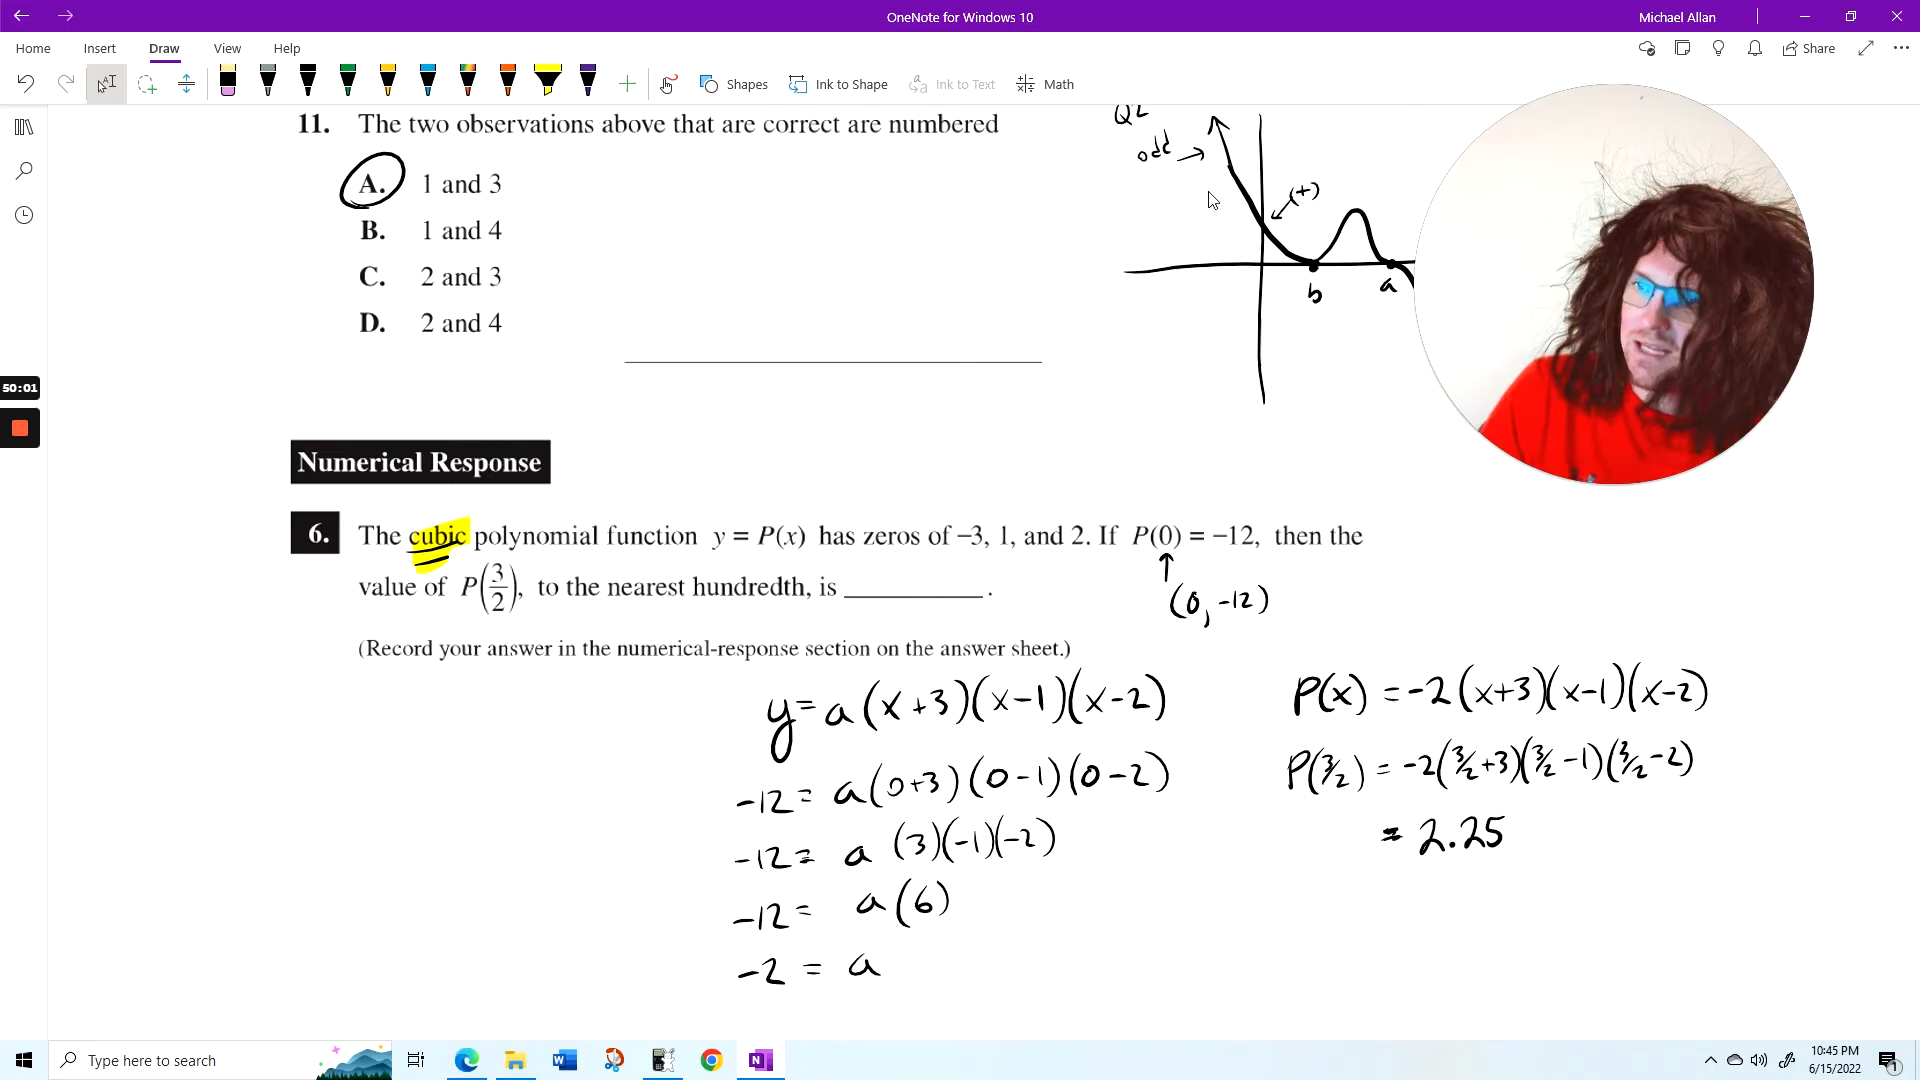 OneNote for Windows 10
Michael Allan
Home Insert Draw View Help
Share
Shapes
Ink to Shape
Ink to Text
Math
11. The two observations above that are correct are numbered
A. 1 and 3
B. 1 and 4
C. 2 and 3
D. 2 and 4
Q2
odd
(+)
b
a
50:01
Numerical Response
6. The cubic polynomial function y = P(x) has zeros of −3, 1, and 2. If P(0) = −12, then the
value of P(3/2), to the nearest hundredth, is ____________ .
(0, -12)
(Record your answer in the numerical-response section on the answer sheet.)
y = a(x+3)(x-1)(x-2)
-12 = a(0+3)(0-1)(0-2)
-12 = a (3)(-1)(-2)
-12 = a(6)
-2 = a
P(x) = -2(x+3)(x-1)(x-2)
P(3/2) = -2(3/2+3)(3/2-1)(3/2-2)
= 2.25
Type here to search
10:45 PM
6/15/2022
1